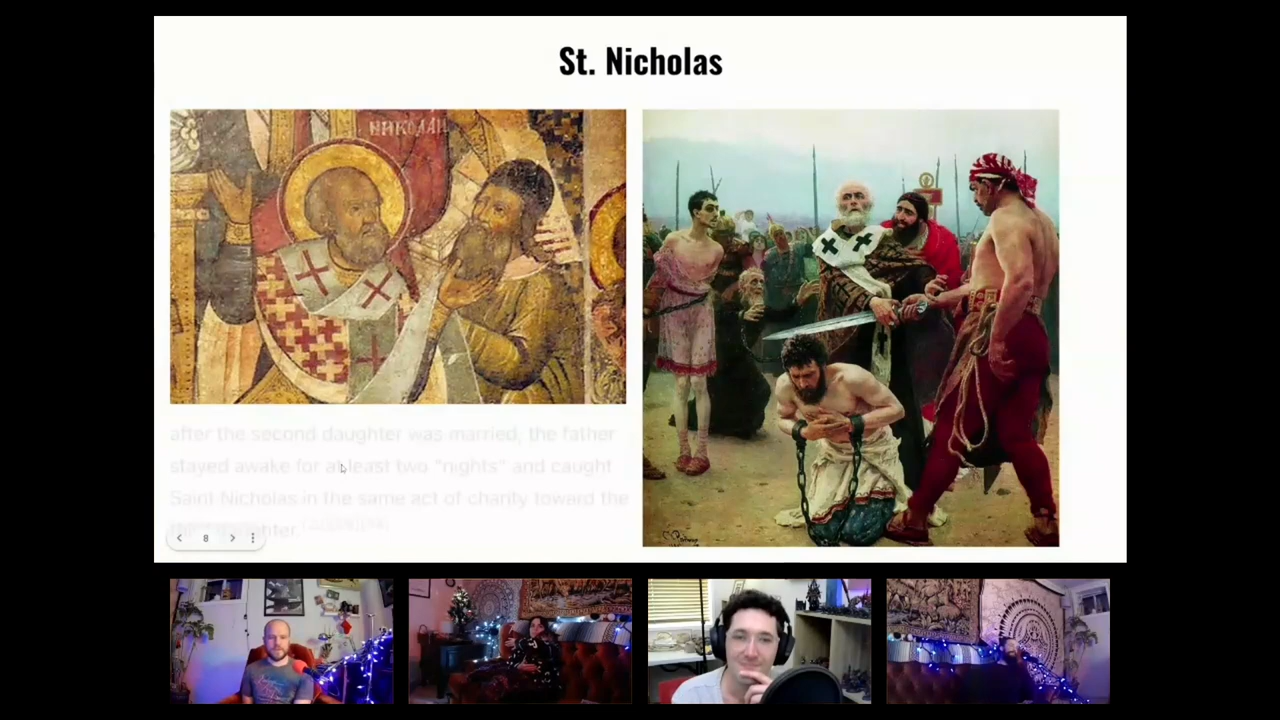 St. Nicholas
НИКОЛАИ
after the second daughter was married, the father
stayed awake for at least two "nights" and caught
Saint Nicholas in the same act of charity toward the
daughter.
8